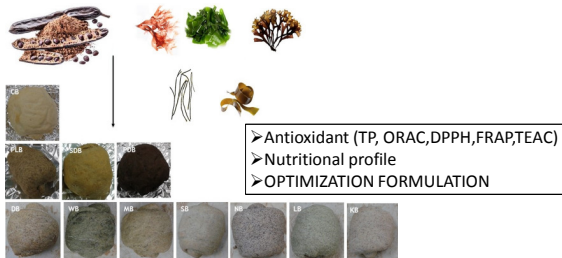 CB
FLB SDB PDB
➢Antioxidant (TP, ORAC,DPPH,FRAP,TEAC)
➢Nutritional profile
➢OPTIMIZATION FORMULATION
DB WB MB SB NB LB KB